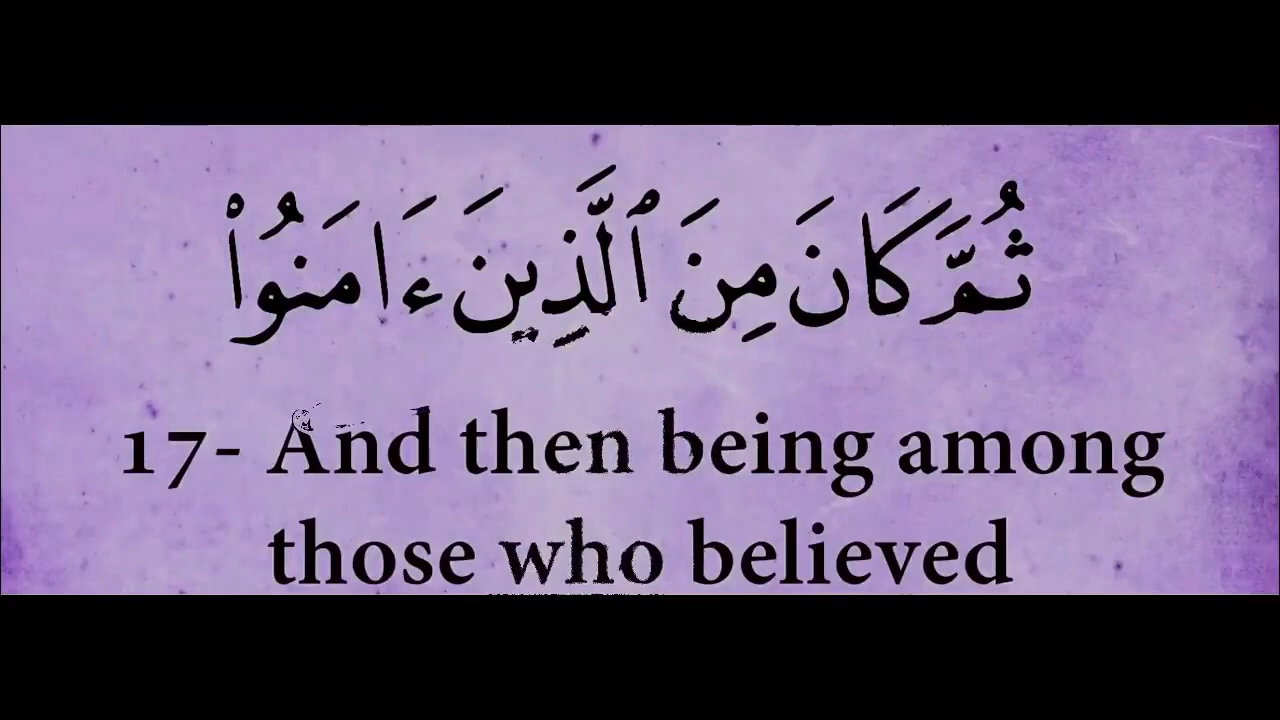 ثُمَّ كَانَ مِنَ ٱلَّذِينَ ءَامَنُوا۟
17- And then being among
those who believed